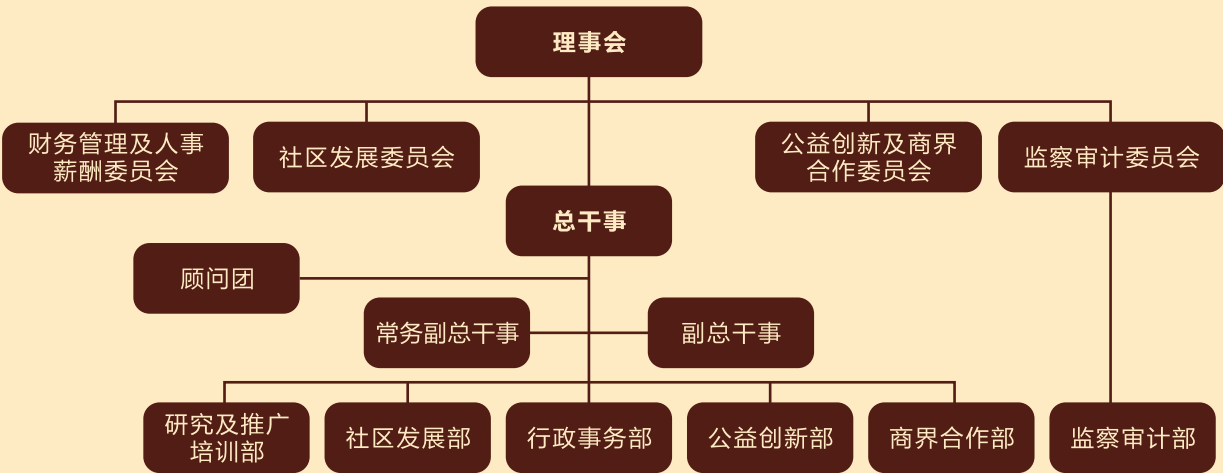 理事会
财务管理及人事
薪酬委员会
社区发展委员会
公益创新及商界
合作委员会
监察审计委员会
总干事
顾问团
常务副总干事
副总干事
研究及推广
培训部
社区发展部
行政事务部
公益创新部
商界合作部
监察审计部